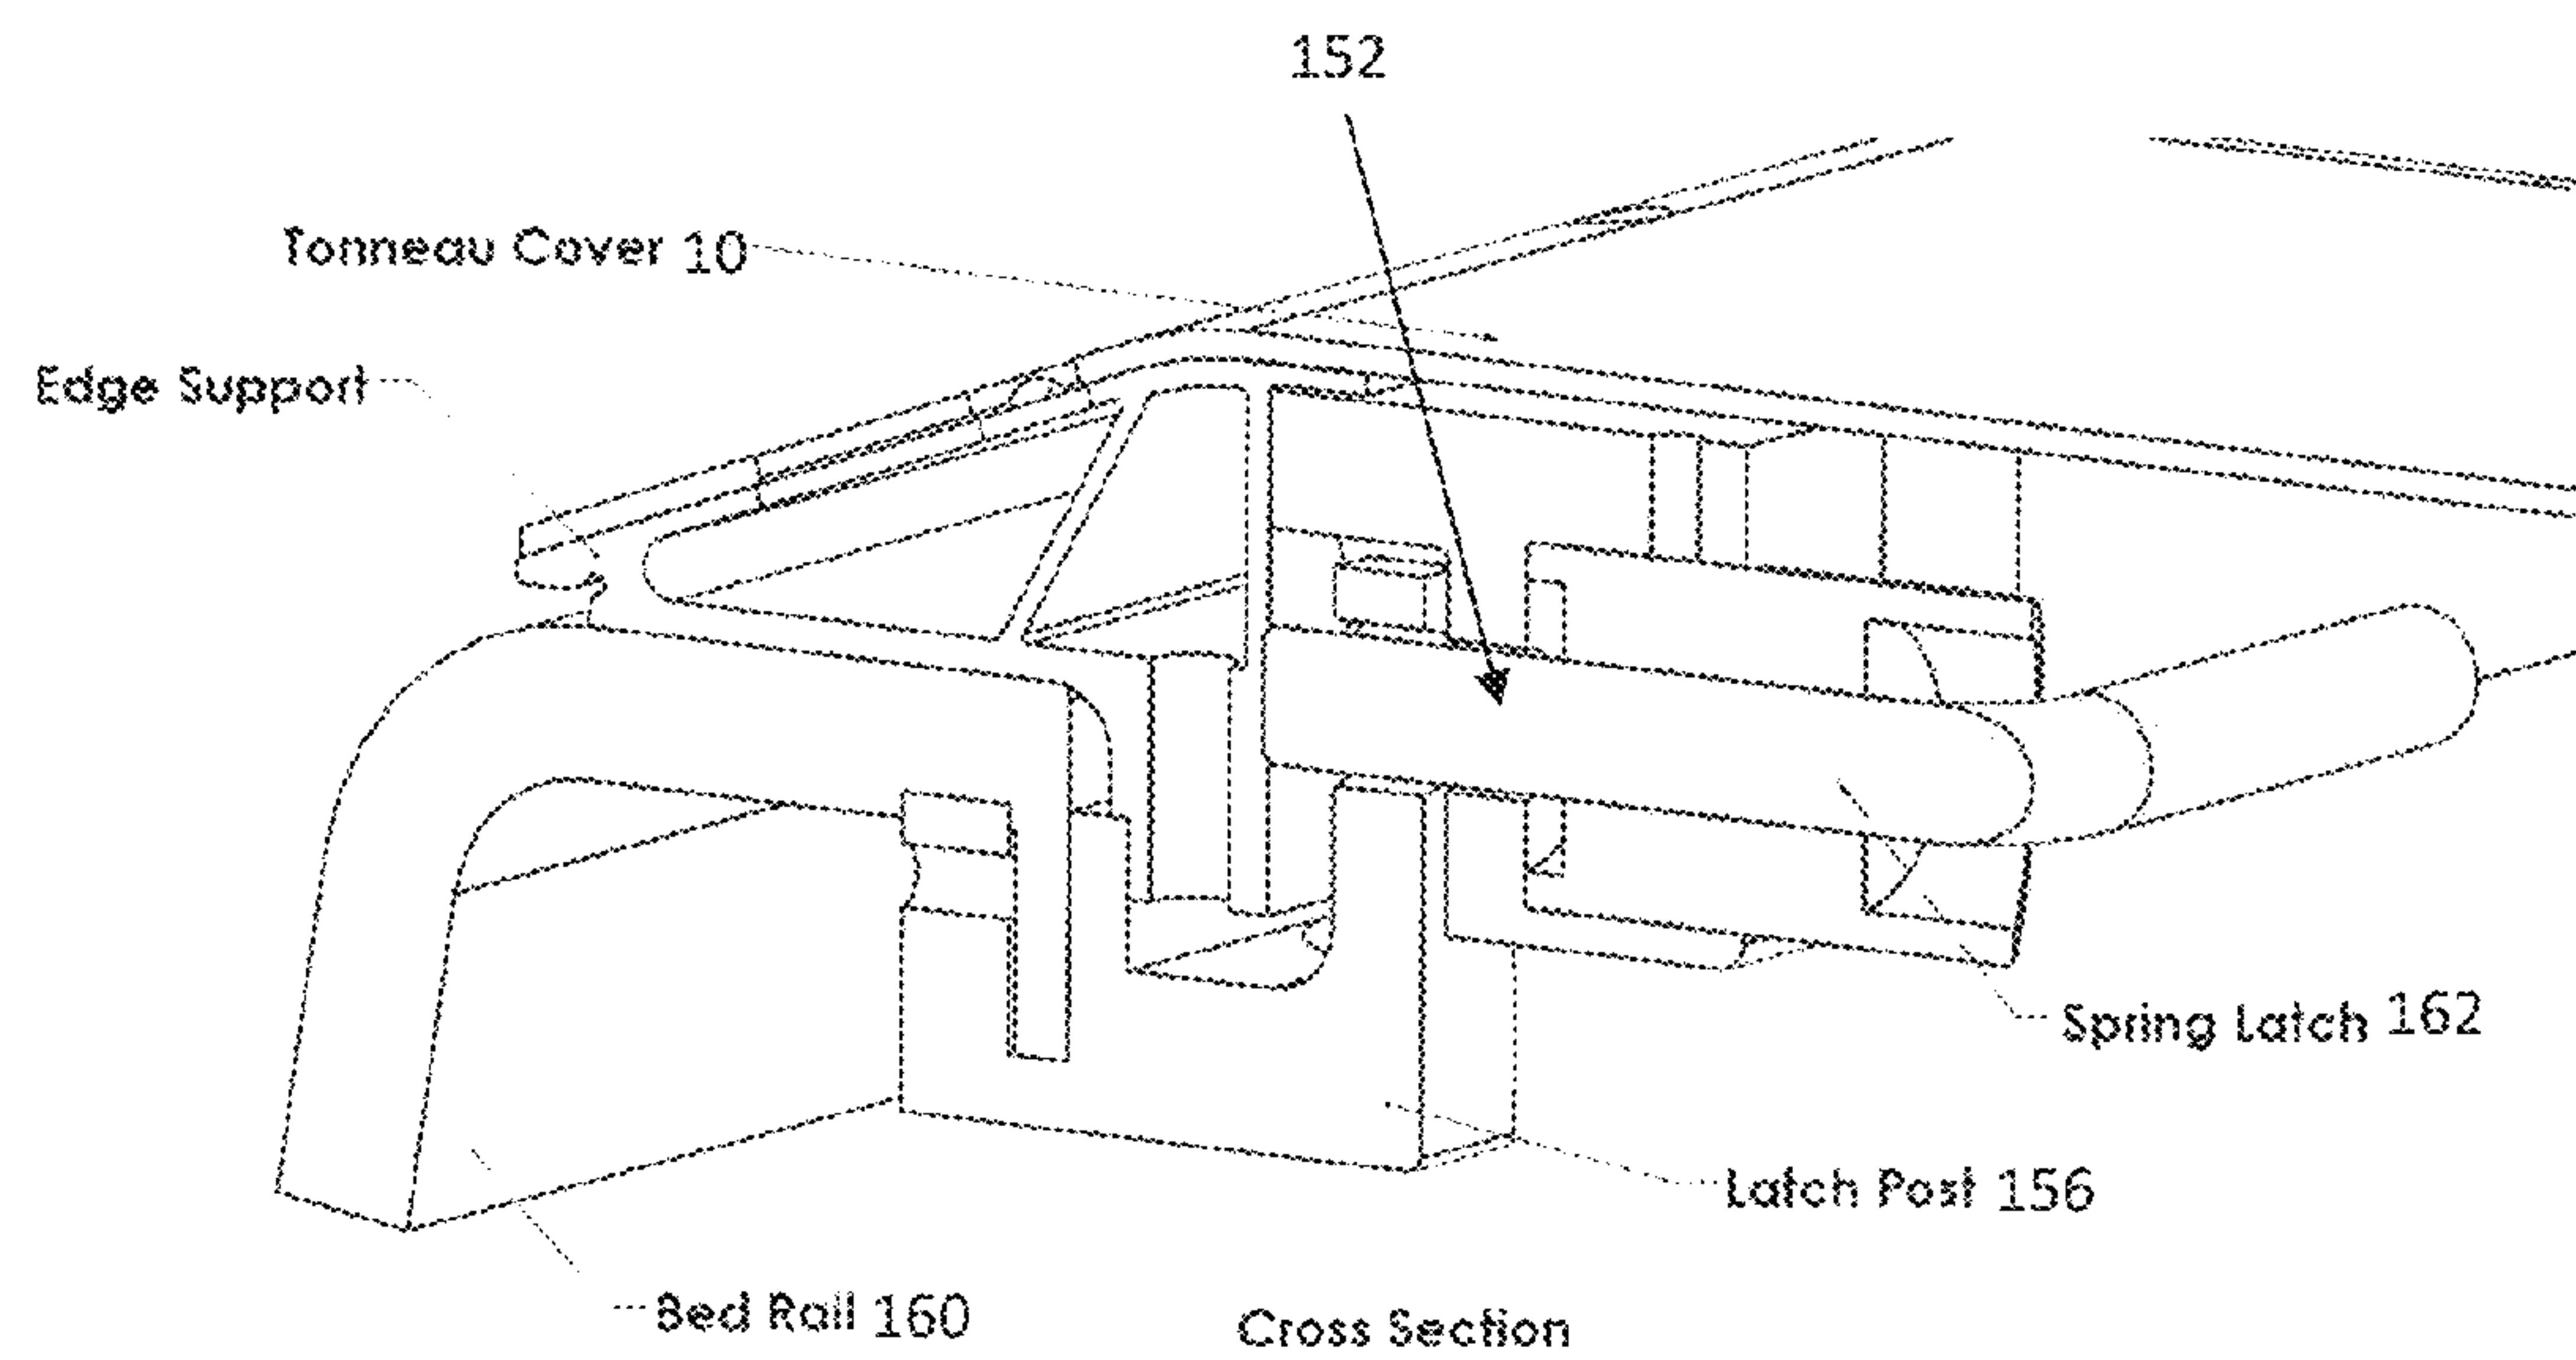 152
Tonneau Cover 10
Edge Support
Spring Latch 162
Latch Post 156
Bed Rail 160
Cross Section